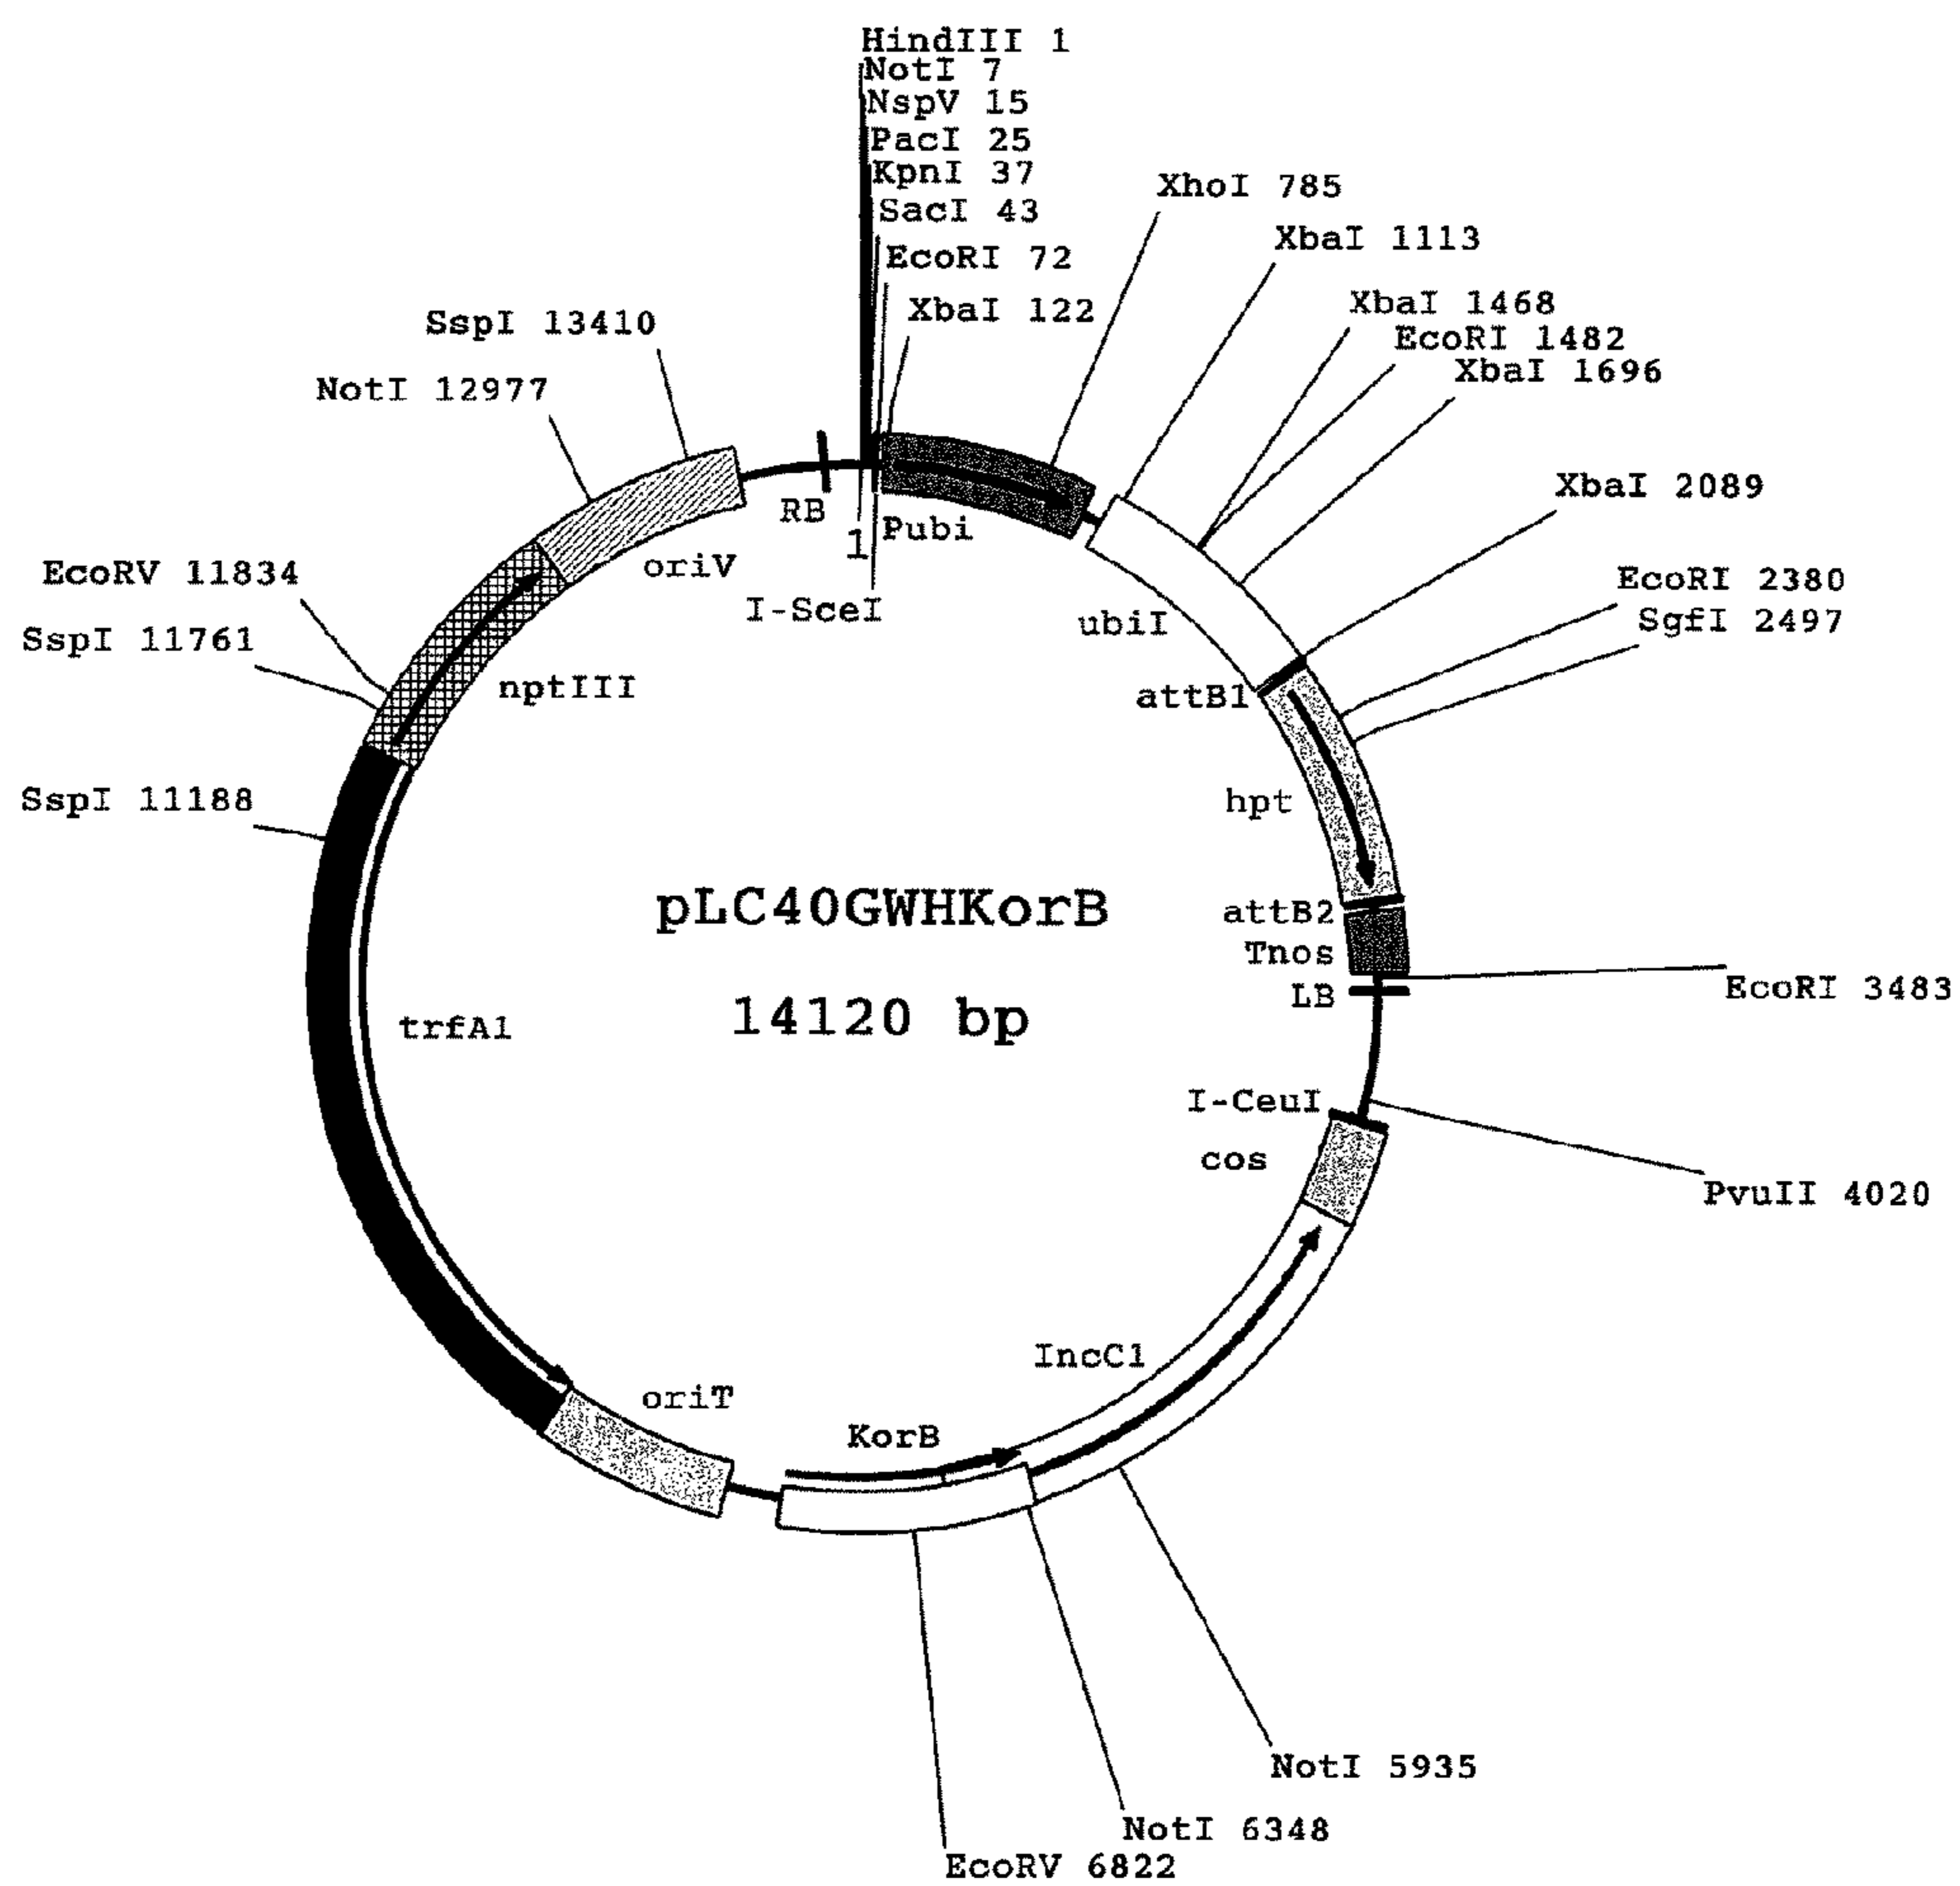 HindIII 1
NotI 7
NspV 15
PacI 25
KpnI 37
SacI 43
EcoRI 72
XbaI 122
XhoI 785
XbaI 1113
XbaI 1468
EcoRI 1482
XbaI 1696
XbaI 2089
EcoRI 2380
SgfI 2497
EcoRI 3483
PvuII 4020
NotI 5935
NotI 6348
EcoRV 6822
SspI 11188
SspI 11761
EcoRV 11834
NotI 12977
SspI 13410
RB
1
Pubi
I-SceI
ubiI
attB1
hpt
attB2
Tnos
LB
I-CeuI
cos
IncC1
KorB
oriT
trfA1
nptIII
oriV
pLC40GWHKorB
14120 bp